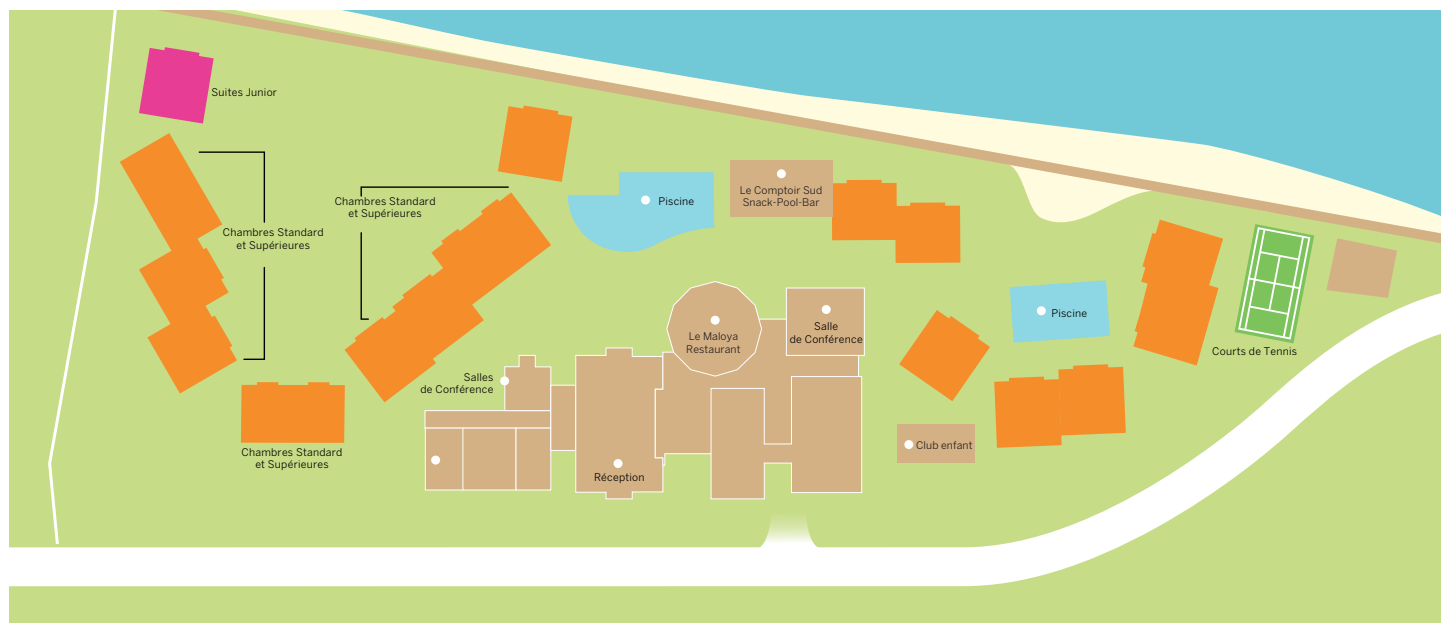 Suites Junior
Chambres Standard
et Supérieures
Chambres Standard
et Supérieures
Piscine
Le Comptoir Sud
Snack-Pool-Bar
Piscine
Le Maloya
Restaurant
Salle
de Conférence
Courts de Tennis
Salles
de Conférence
Chambres Standard
et Supérieures
Réception
Club enfant